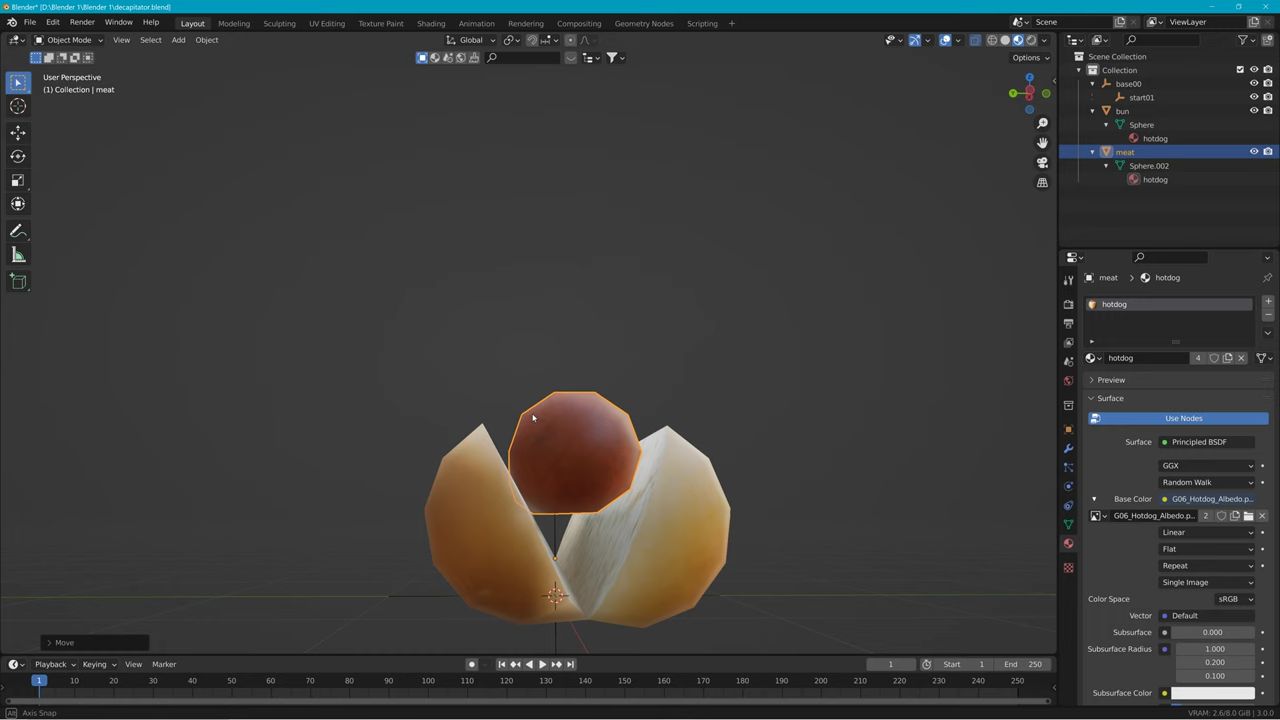 Blender* [D:\Blender 1\Blender 1\decapitator.blend]
File Edit Render Window Help
Layout Modeling Sculpting UV Editing Texture Paint Shading Animation Rendering Compositing Geometry Nodes Scripting +
Scene
ViewLayer
Object Mode View Select Add Object
Global
Options
User Perspective
(1) Collection | meat
Scene Collection
Collection
base00
start01
bun
Sphere
hotdog
meat
Sphere.002
hotdog
meat > hotdog
hotdog
hotdog 4
Preview
Surface
Use Nodes
Surface Principled BSDF
GGX
Random Walk
Base Color G06_Hotdog_Albedo.p..
G06_Hotdog_Albedo.p... 2
Linear
Flat
Repeat
Single Image
Color Space sRGB
Vector Default
Subsurface 0.000
Subsurface Radius 1.000
0.200
0.100
Subsurface Color
X
Y
Z
> Move
Playback Keying View Marker
1
Start 1
End 250
1 10 20 30 40 50 60 70 80 90 100 110 120 130 140 150 160 170 180 190 200 210 220 230 240 250
Alt Axis Snap
VRAM: 2.6/8.0 GiB | 3.0.0